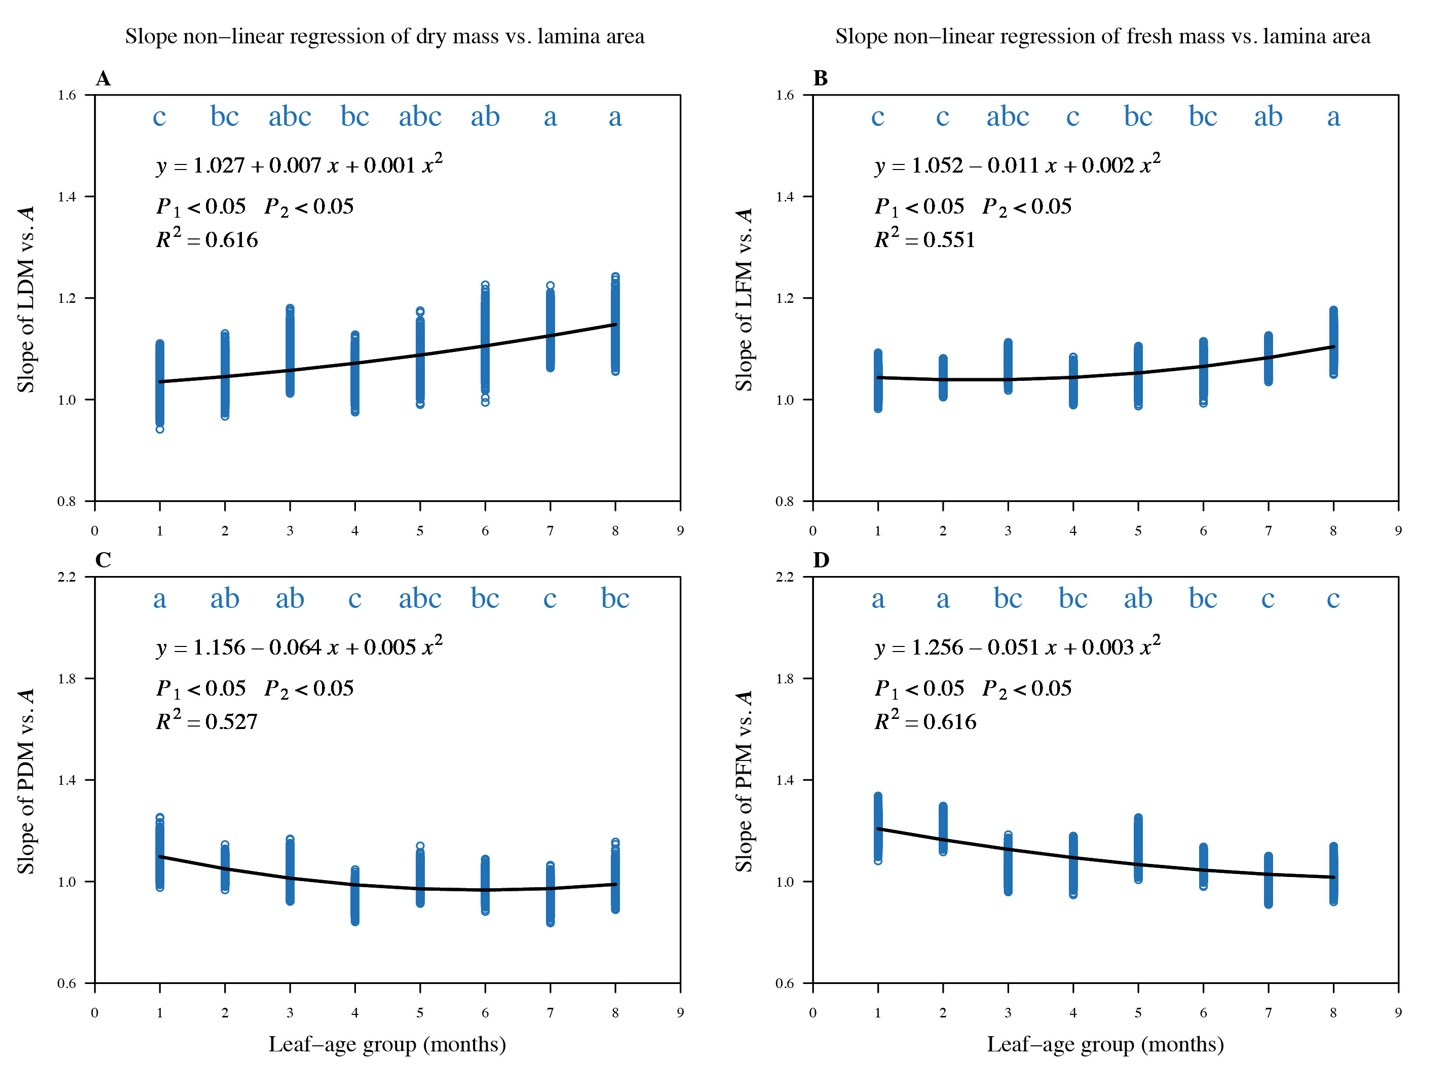 Slope non–linear regression of dry mass vs. lamina area
Slope non–linear regression of fresh mass vs. lamina area
A
1.6
1.4
1.2
1.0
0.8
Slope of LDM vs. A
c bc abc bc abc ab a a
y = 1.027 + 0.007 x + 0.001 x²
P₁ < 0.05 P₂ < 0.05
R² = 0.616
0 1 2 3 4 5 6 7 8 9
B
1.6
1.4
1.2
1.0
0.8
Slope of LFM vs. A
c c abc c bc bc ab a
y = 1.052 – 0.011 x + 0.002 x²
P₁ < 0.05 P₂ < 0.05
R² = 0.551
0 1 2 3 4 5 6 7 8 9
C
2.2
1.8
1.4
1.0
0.6
Slope of PDM vs. A
a ab ab c abc bc c bc
y = 1.156 – 0.064 x + 0.005 x²
P₁ < 0.05 P₂ < 0.05
R² = 0.527
0 1 2 3 4 5 6 7 8 9
Leaf–age group (months)
D
2.2
1.8
1.4
1.0
0.6
Slope of PFM vs. A
a a bc bc ab bc c c
y = 1.256 – 0.051 x + 0.003 x²
P₁ < 0.05 P₂ < 0.05
R² = 0.616
0 1 2 3 4 5 6 7 8 9
Leaf–age group (months)